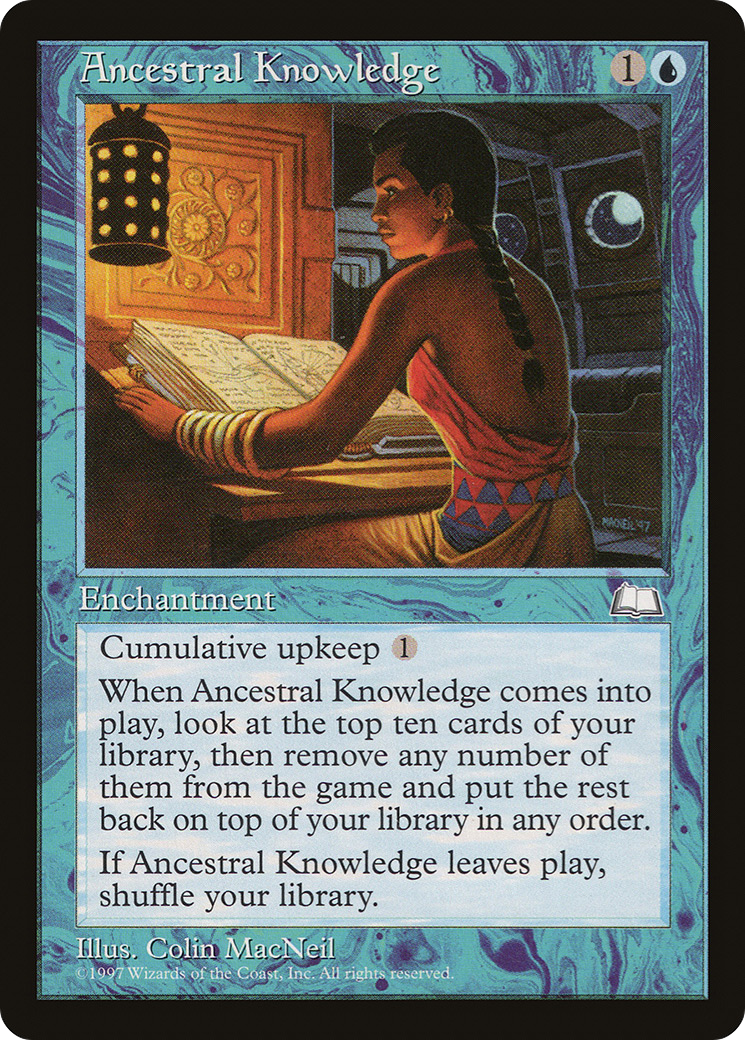 Ancestral Knowledge 1
MACNEIL '97
Enchantment
Cumulative upkeep 1
When Ancestral Knowledge comes into
play, look at the top ten cards of your
library, then remove any number of
them from the game and put the rest
back on top of your library in any order.
If Ancestral Knowledge leaves play,
shuffle your library.
Illus. Colin MacNeil
©1997 Wizards of the Coast, Inc. All rights reserved.